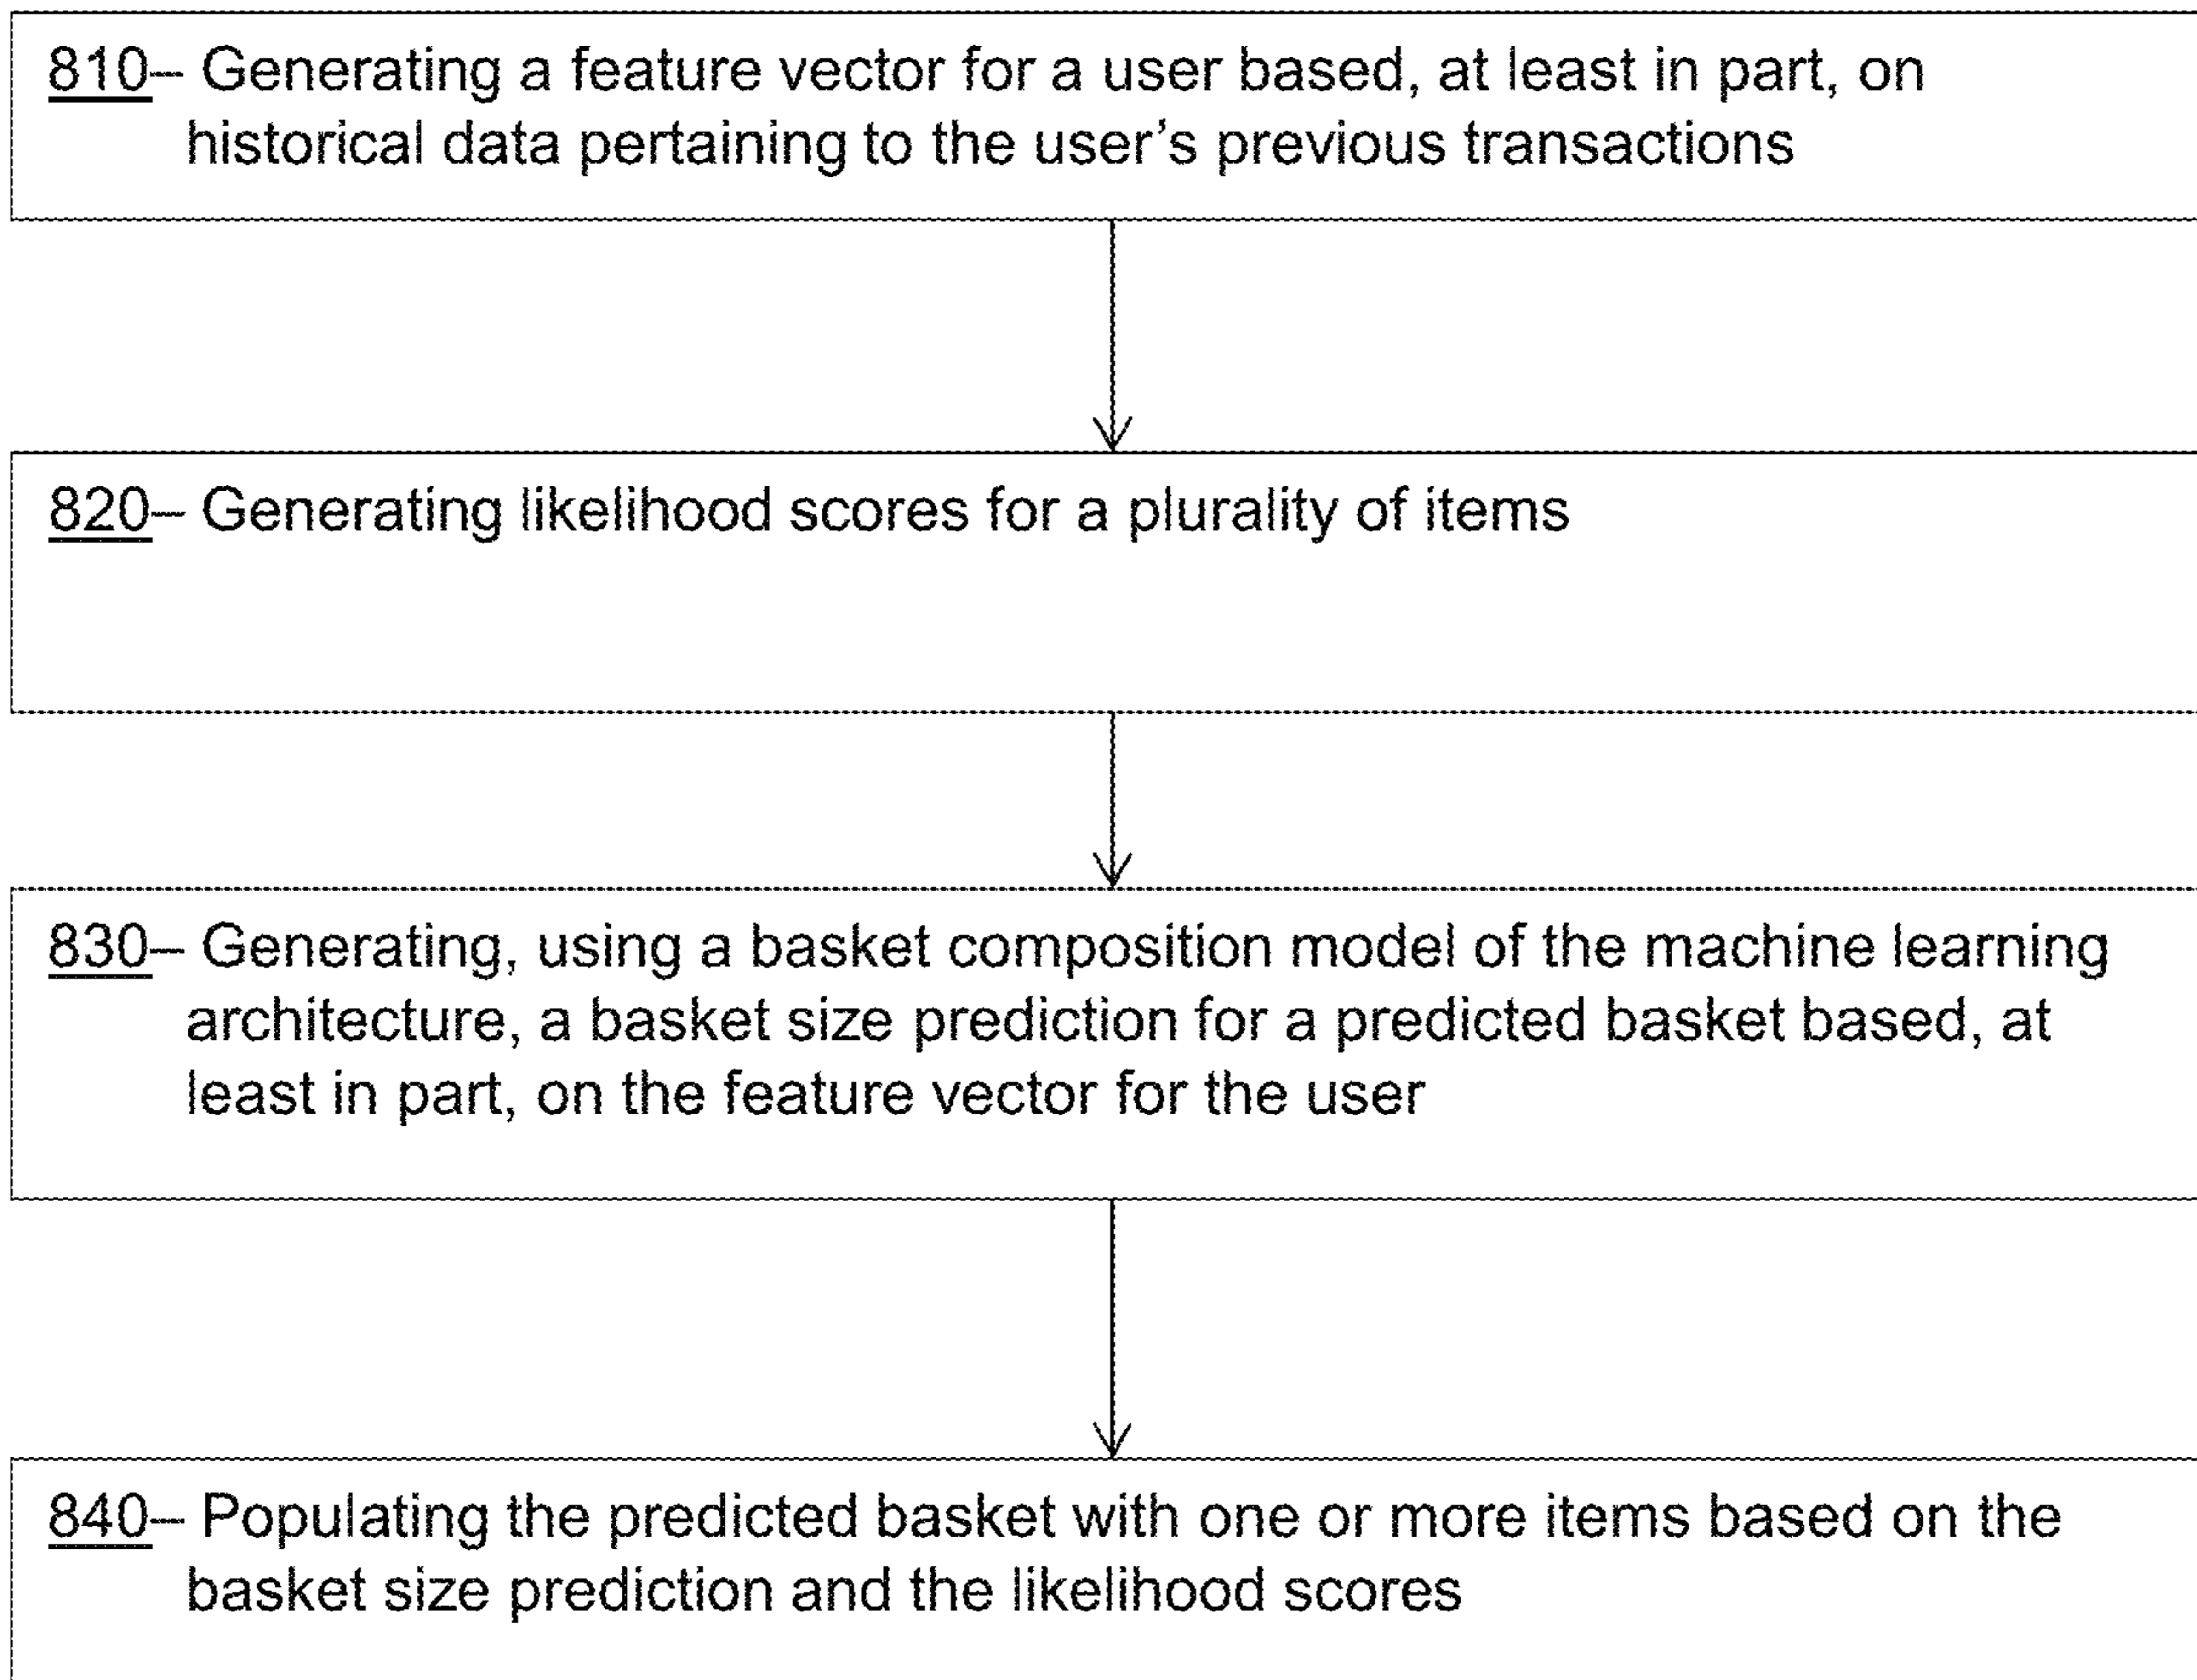 810– Generating a feature vector for a user based, at least in part, on
historical data pertaining to the user’s previous transactions
820– Generating likelihood scores for a plurality of items
830– Generating, using a basket composition model of the machine learning
architecture, a basket size prediction for a predicted basket based, at
least in part, on the feature vector for the user
840– Populating the predicted basket with one or more items based on the
basket size prediction and the likelihood scores